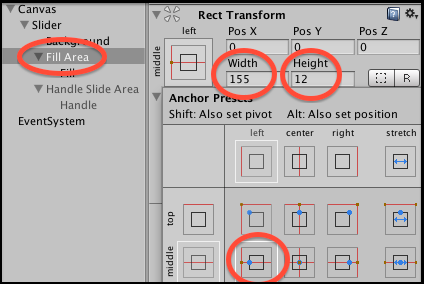 Canvas
Slider
Background
Fill Area
Fill
Handle Slide Area
Handle
EventSystem
Rect Transform
left
middle
Pos X Pos Y Pos Z
0 0 0
Width Height
155 12
R
Anchor Presets
Shift: Also set pivot Alt: Also set position
left center right stretch
top
middle